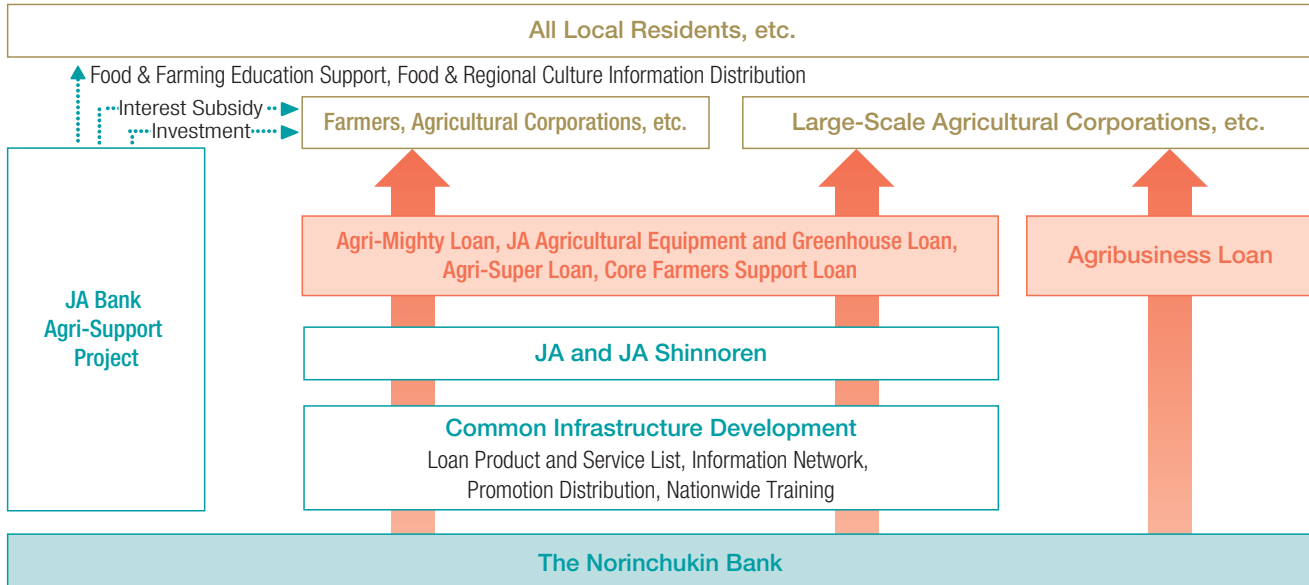 All Local Residents, etc.
Food & Farming Education Support, Food & Regional Culture Information Distribution
Interest Subsidy
Investment
Farmers, Agricultural Corporations, etc.
Large-Scale Agricultural Corporations, etc.
JA Bank
Agri-Support
Project
Agri-Mighty Loan, JA Agricultural Equipment and Greenhouse Loan,
Agri-Super Loan, Core Farmers Support Loan
Agribusiness Loan
JA and JA Shinnoren
Common Infrastructure Development
Loan Product and Service List, Information Network,
Promotion Distribution, Nationwide Training
The Norinchukin Bank